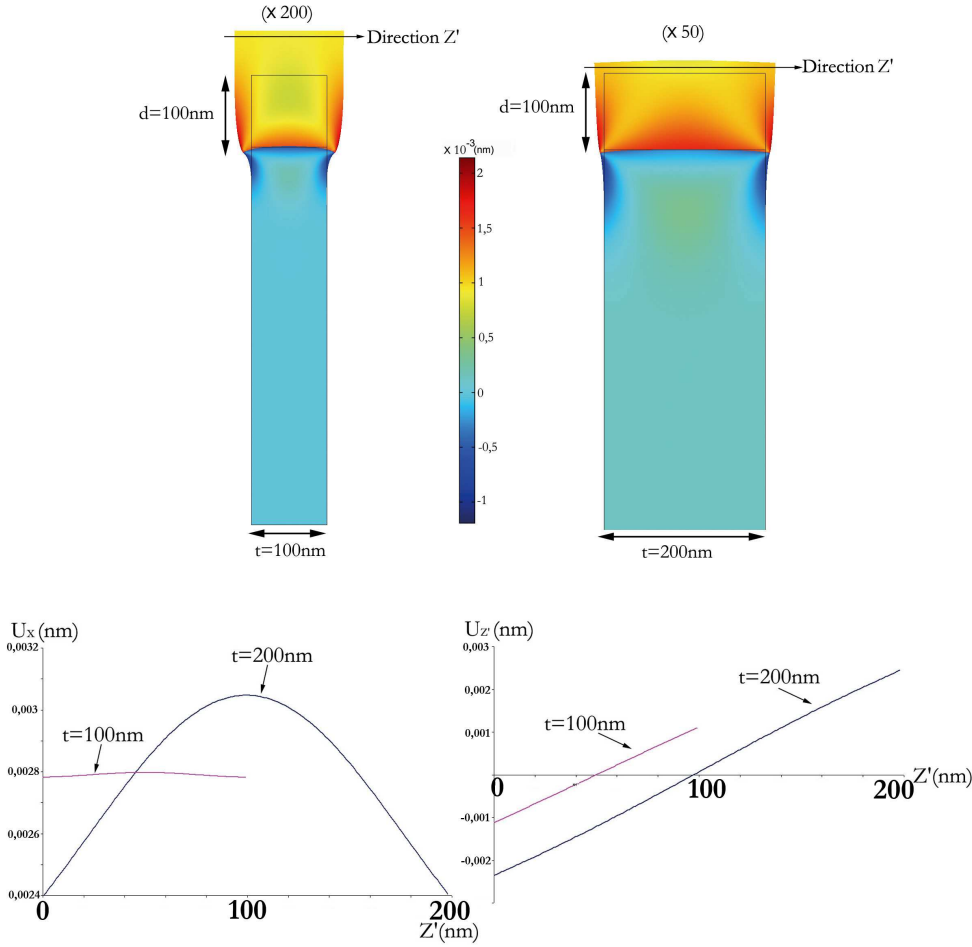 (x 200)
Direction Z'
d=100nm
t=100nm
(x 50)
Direction Z'
d=100nm
t=200nm
x 10⁻³(nm)
2
1,5
1
0,5
0
-0,5
-1
Ux(nm)
0,0032
0,003
0,0028
0,0026
0,0024
t=200nm
t=100nm
0
100
200
Z'(nm)
Uz'(nm)
0,003
0,002
0,001
-0,001
-0,002
t=200nm
t=100nm
0
100
200
Z'(nm)